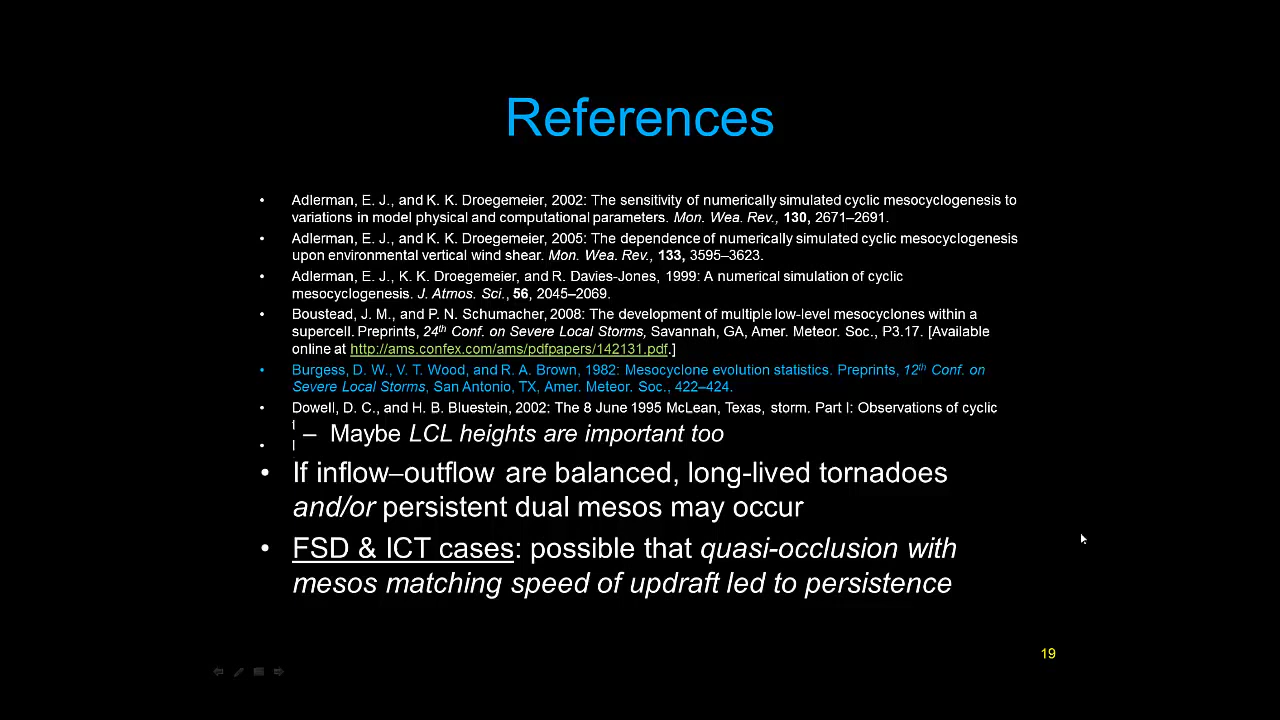 References
• Adlerman, E. J., and K. K. Droegemeier, 2002: The sensitivity of numerically simulated cyclic mesocyclogenesis to
variations in model physical and computational parameters. Mon. Wea. Rev., 130, 2671–2691.
• Adlerman, E. J., and K. K. Droegemeier, 2005: The dependence of numerically simulated cyclic mesocyclogenesis
upon environmental vertical wind shear. Mon. Wea. Rev., 133, 3595–3623.
• Adlerman, E. J., K. K. Droegemeier, and R. Davies-Jones, 1999: A numerical simulation of cyclic
mesocyclogenesis. J. Atmos. Sci., 56, 2045–2069.
• Boustead, J. M., and P. N. Schumacher, 2008: The development of multiple low-level mesocyclones within a
supercell. Preprints, 24th Conf. on Severe Local Storms, Savannah, GA, Amer. Meteor. Soc., P3.17. [Available
online at http://ams.confex.com/ams/pdfpapers/142131.pdf.]
• Burgess, D. W., V. T. Wood, and R. A. Brown, 1982: Mesocyclone evolution statistics. Preprints, 12th Conf. on
Severe Local Storms, San Antonio, TX, Amer. Meteor. Soc., 422–424.
• Dowell, D. C., and H. B. Bluestein, 2002: The 8 June 1995 McLean, Texas, storm. Part I: Observations of cyclic
– Maybe LCL heights are important too
• If inflow–outflow are balanced, long-lived tornadoes
and/or persistent dual mesos may occur
• FSD & ICT cases: possible that quasi-occlusion with
mesos matching speed of updraft led to persistence
19